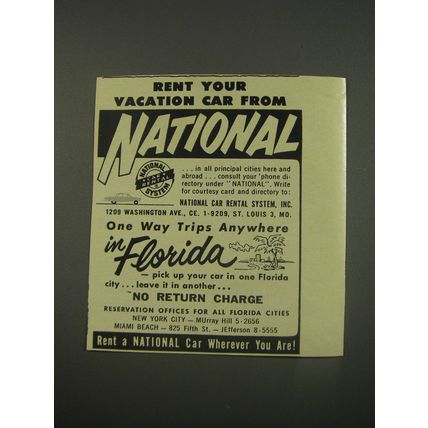 RENT YOUR
VACATION CAR FROM
NATIONAL
NATIONAL
SYSTEM
... in all principal cities here and
abroad ... consult your 'phone di-
rectory under "NATIONAL". Write
for courtesy card and directory to:
NATIONAL CAR RENTAL SYSTEM, INC.
1209 WASHINGTON AVE., CE. 1-9209, ST. LOUIS 3, MO.
One Way Trips Anywhere
in Florida
— pick up your car in one Florida
city... leave it in another...
NO RETURN CHARGE
RESERVATION OFFICES FOR ALL FLORIDA CITIES
NEW YORK CITY — MUrray Hill 5-2656
MIAMI BEACH — 825 Fifth St. — JEfferson 8-5555
Rent a NATIONAL Car Wherever You Are!